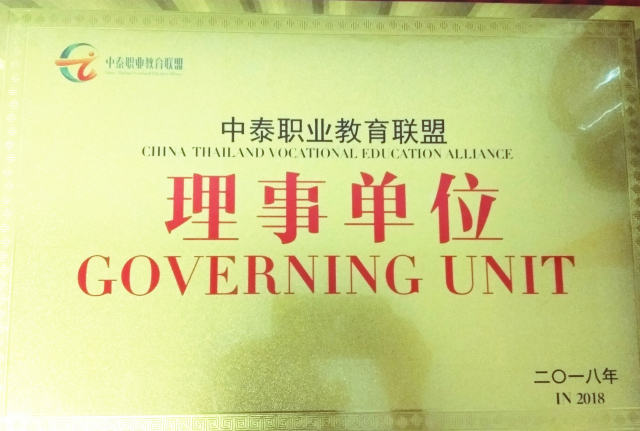 中泰职业教育联盟
中泰职业教育联盟
CHINA THAILAND VOCATIONAL EDUCATION ALLIANCE
理事单位
GOVERNING UNIT
二〇一八年
IN 2018